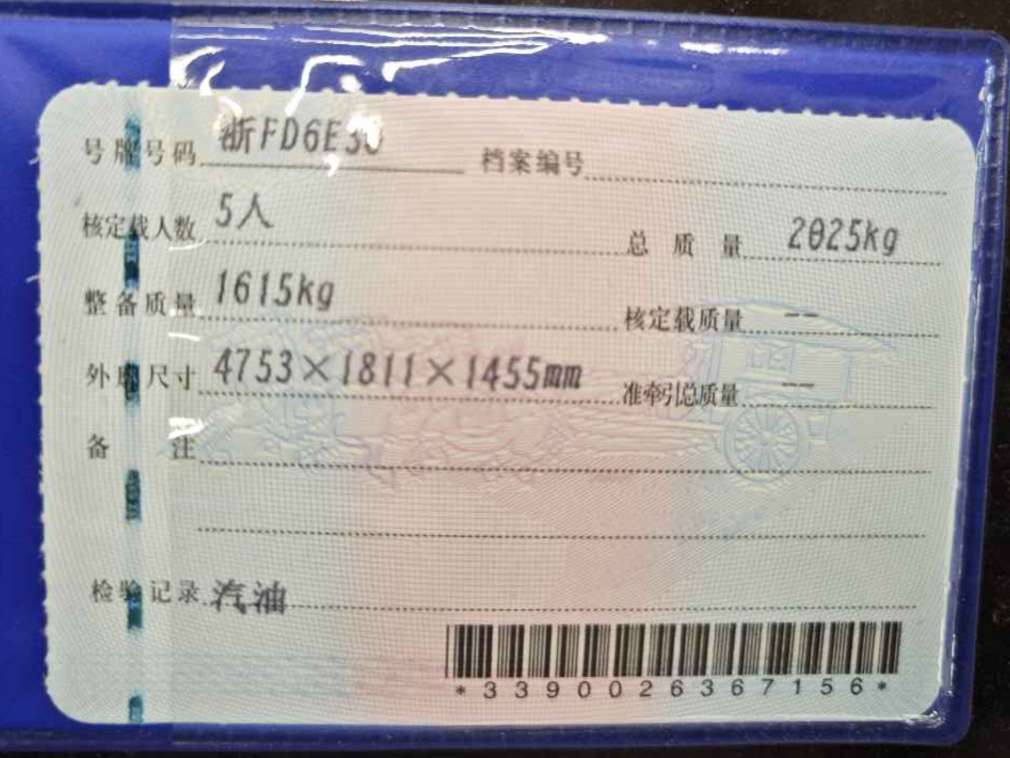 号牌号码 浙FD6E30 档案编号
核定载人数 5人 总质量 2025kg
整备质量 1615kg 核定载质量 --
外廓尺寸 4753×1811×1455mm 准牵引总质量 --
备注
检验记录 汽油
*3390026367156*